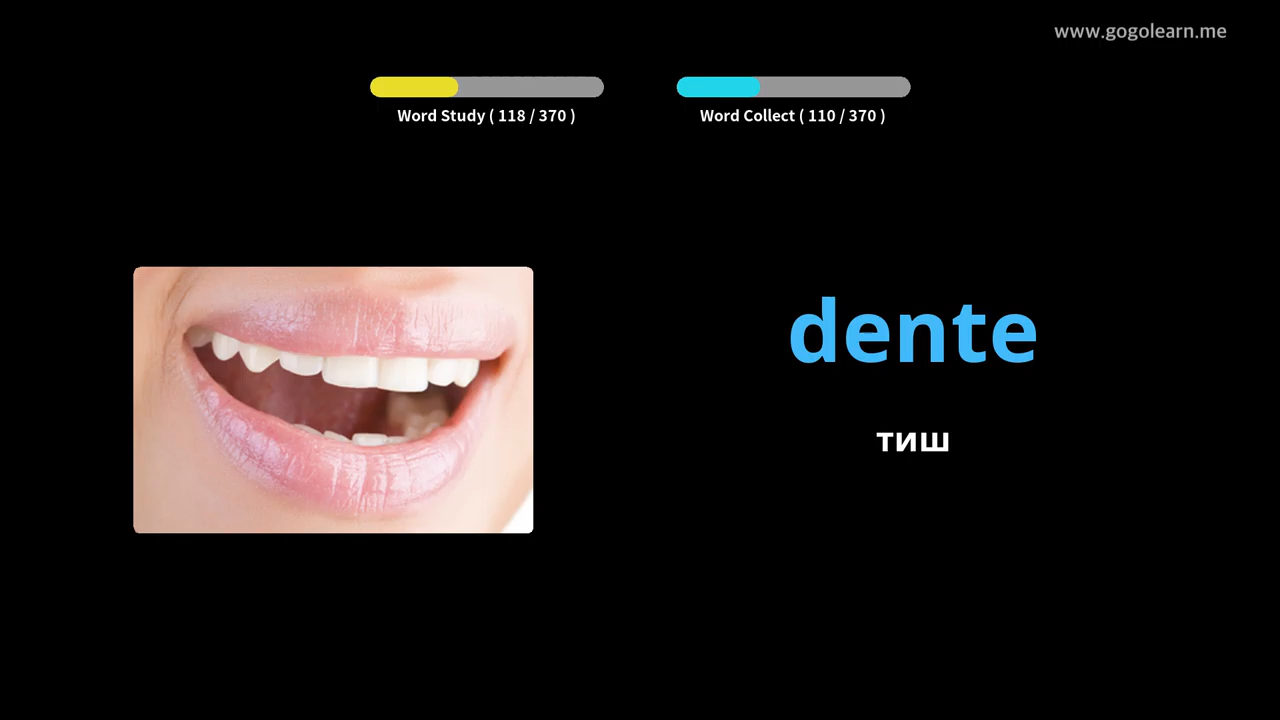 www.gogolearn.me
Word Study ( 118 / 370 )
Word Collect ( 110 / 370 )
dente
тиш